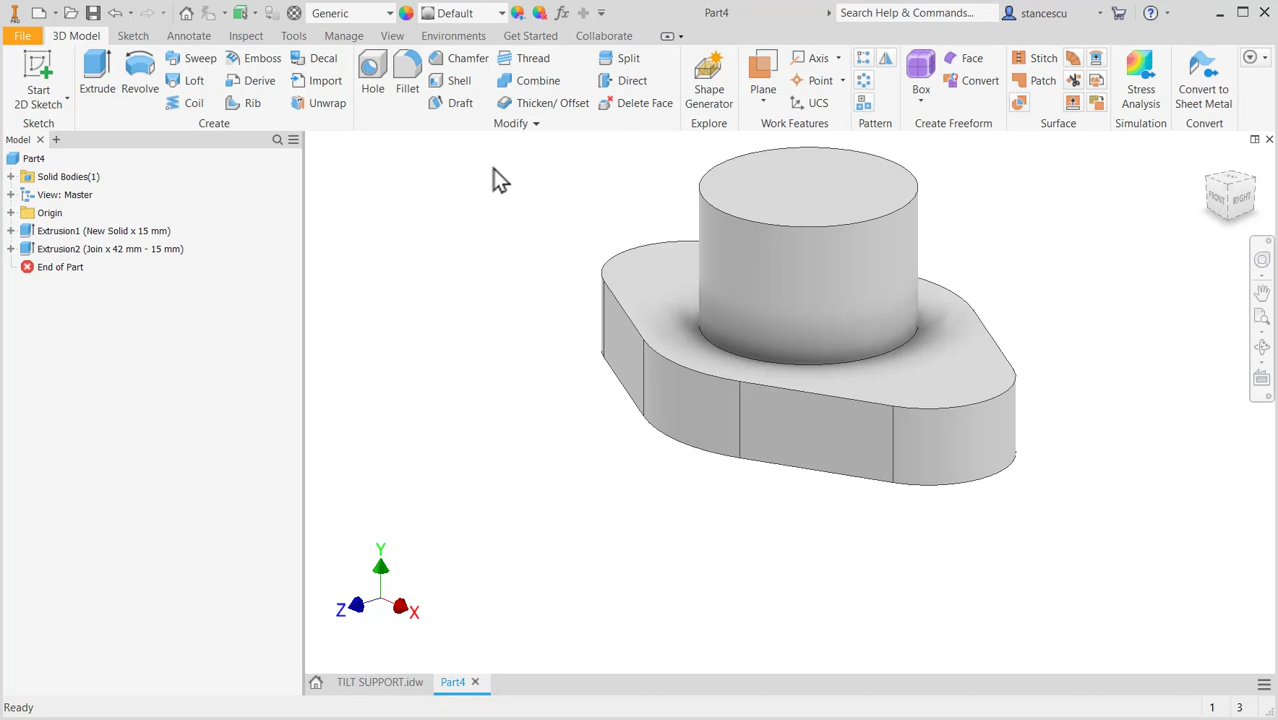 PRO
Generic
Default
fx
Part4
Search Help & Commands...
stancescu
File
3D Model
Sketch
Annotate
Inspect
Tools
Manage
View
Environments
Get Started
Collaborate
Start
2D Sketch
Extrude
Revolve
Sweep
Emboss
Decal
Loft
Derive
Import
Coil
Rib
Unwrap
Hole
Fillet
Chamfer
Thread
Split
Shell
Combine
Direct
Draft
Thicken/ Offset
Delete Face
Shape
Generator
Plane
Axis
Point
UCS
Box
Face
Convert
Stitch
Patch
Stress
Analysis
Convert to
Sheet Metal
Sketch
Create
Modify
Explore
Work Features
Pattern
Create Freeform
Surface
Simulation
Convert
Model
Part4
Solid Bodies(1)
View: Master
Origin
Extrusion1 (New Solid x 15 mm)
Extrusion2 (Join x 42 mm - 15 mm)
End of Part
FRONT
RIGHT
Y
Z
X
TILT SUPPORT.idw
Part4
Ready
1
3